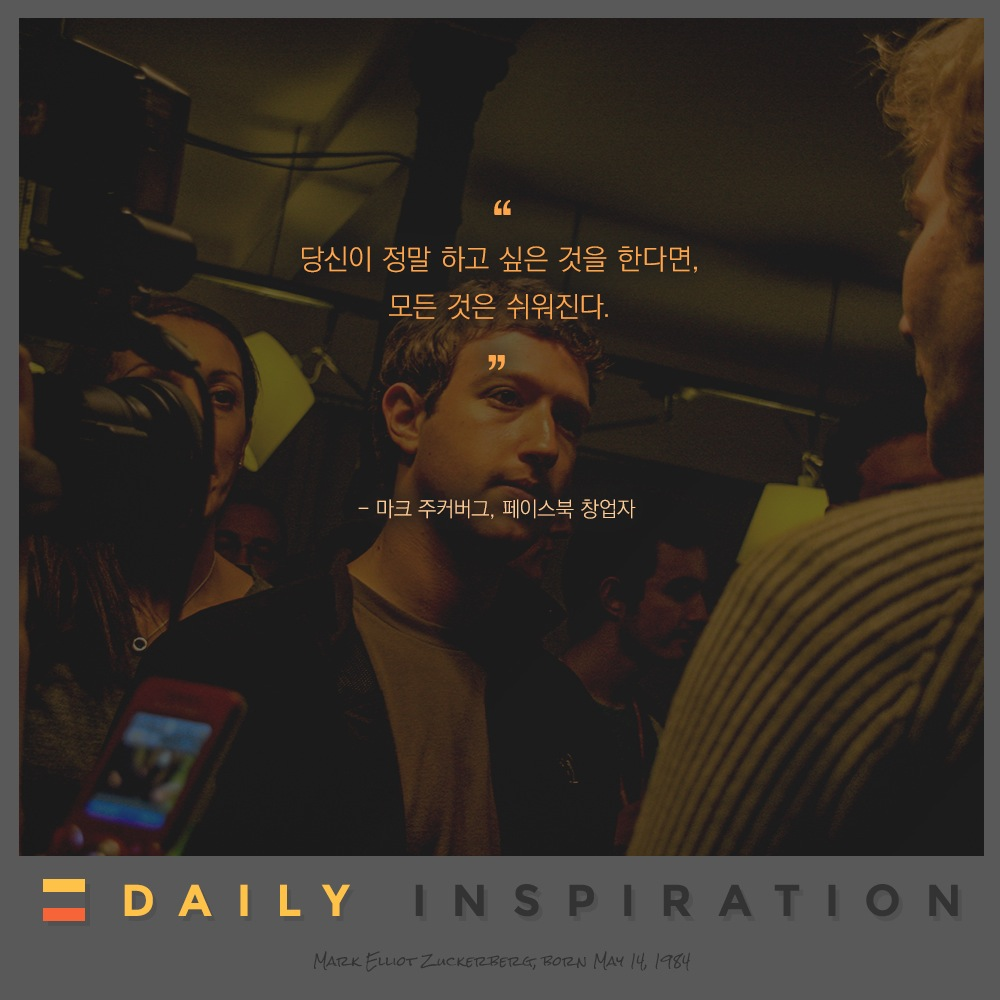 “
당신이 정말 하고 싶은 것을 한다면,
모든 것은 쉬워진다.
”
– 마크 주커버그, 페이스북 창업자
DAILY INSPIRATION
Mark Elliot Zuckerberg, born May 14, 1984